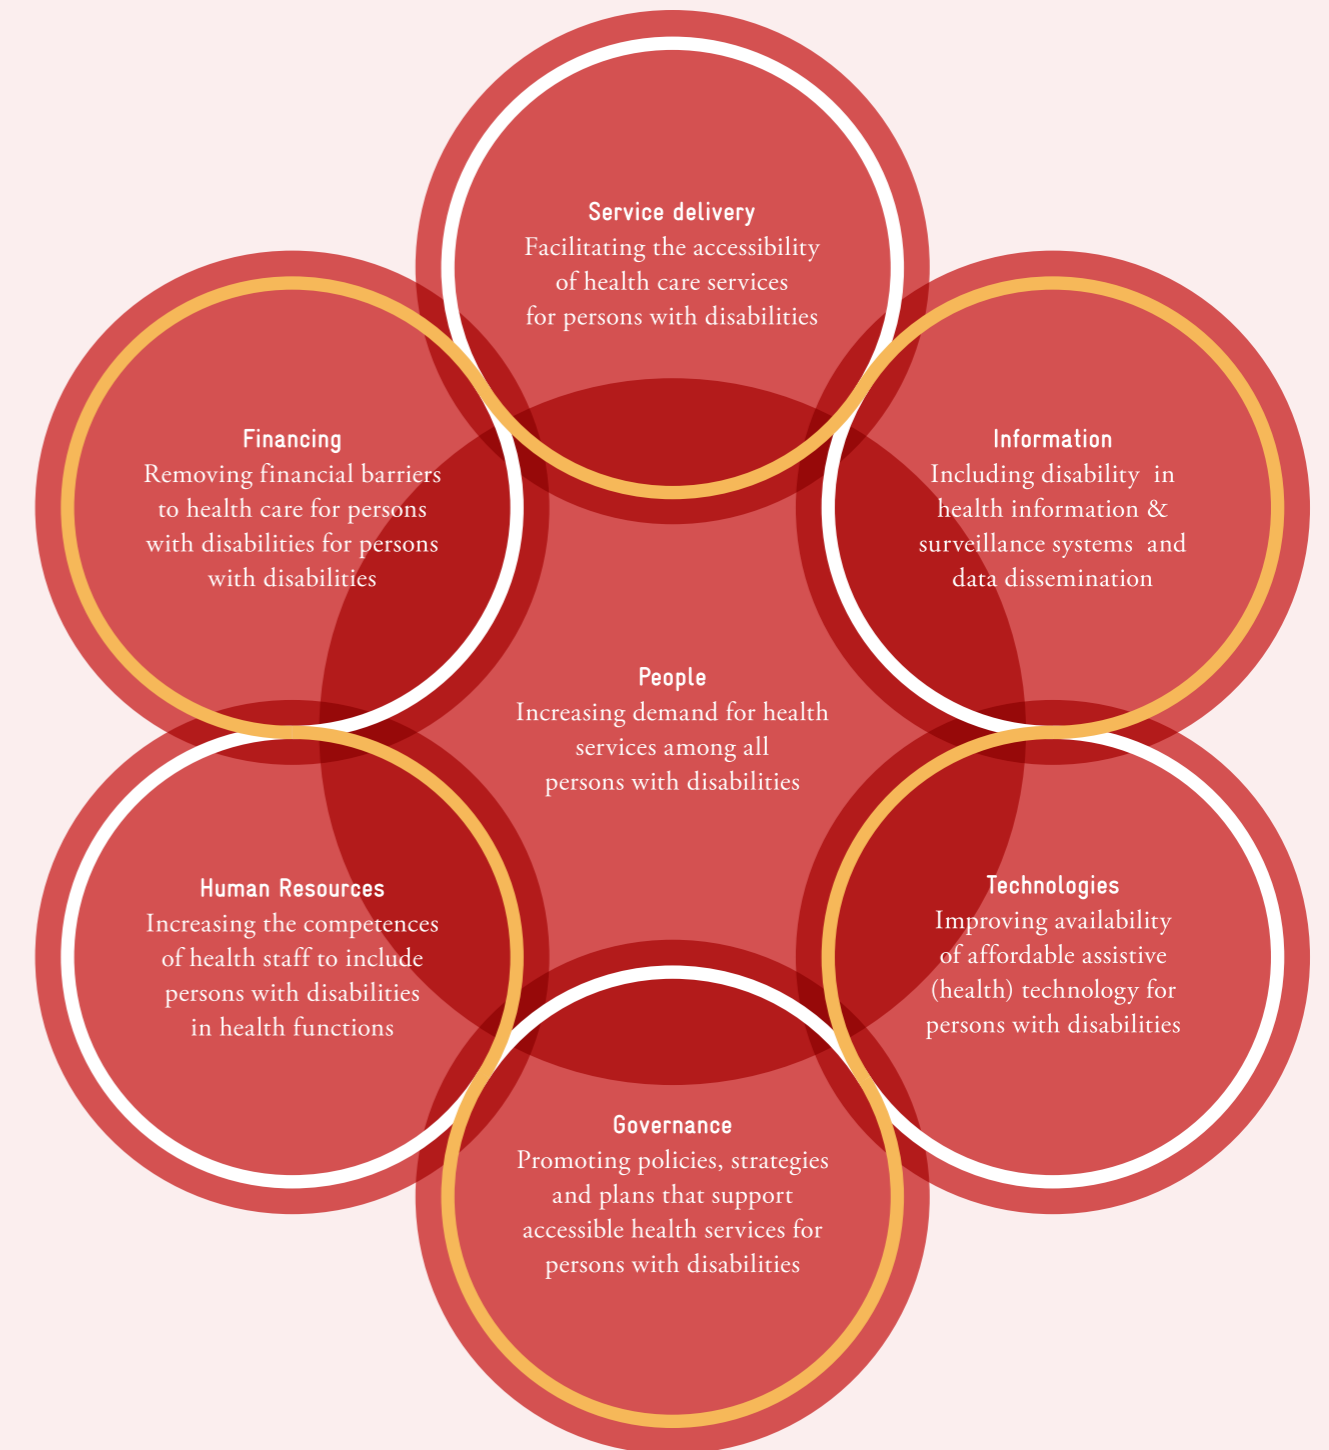 Service delivery
Facilitating the accessibility
of health care services
for persons with disabilities
Financing
Removing financial barriers
to health care for persons
with disabilities for persons
with disabilities
Information
Including disability  in
health information &
surveillance systems  and
data dissemination
People
Increasing demand for health
services among all
persons with disabilities
Human Resources
Increasing the competences
of health staff to include
persons with disabilities
in health functions
Technologies
Improving availability
of affordable assistive
(health) technology for
persons with disabilities
Governance
Promoting policies, strategies
and plans that support
accessible health services for
persons with disabilities